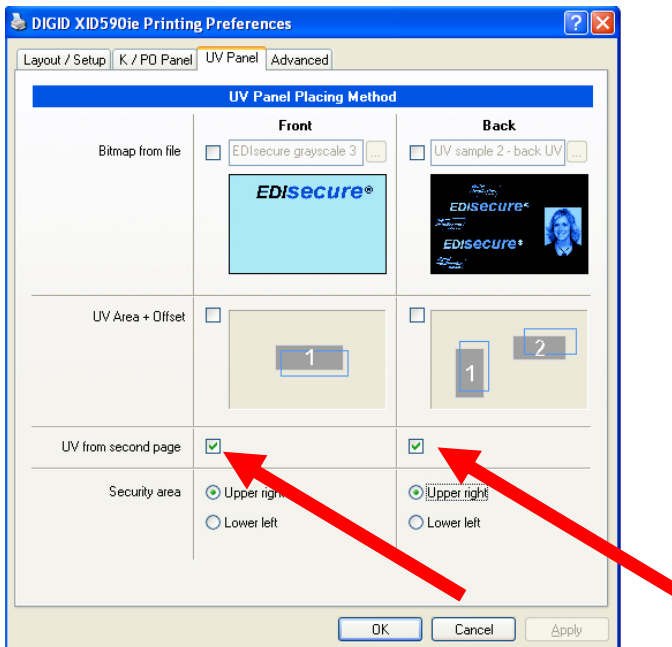 DIGID XID590ie Printing Preferences
Layout / Setup K / PO Panel UV Panel Advanced
UV Panel Placing Method
Front Back
Bitmap from file EDIsecure grayscale 3 ... UV sample 2 - back UV ...
EDIsecure®
EDIsecure
EDIsecure
UV Area + Offset
1 1 2
UV from second page
Security area Upper right Upper right
Lower left Lower left
OK Cancel Apply